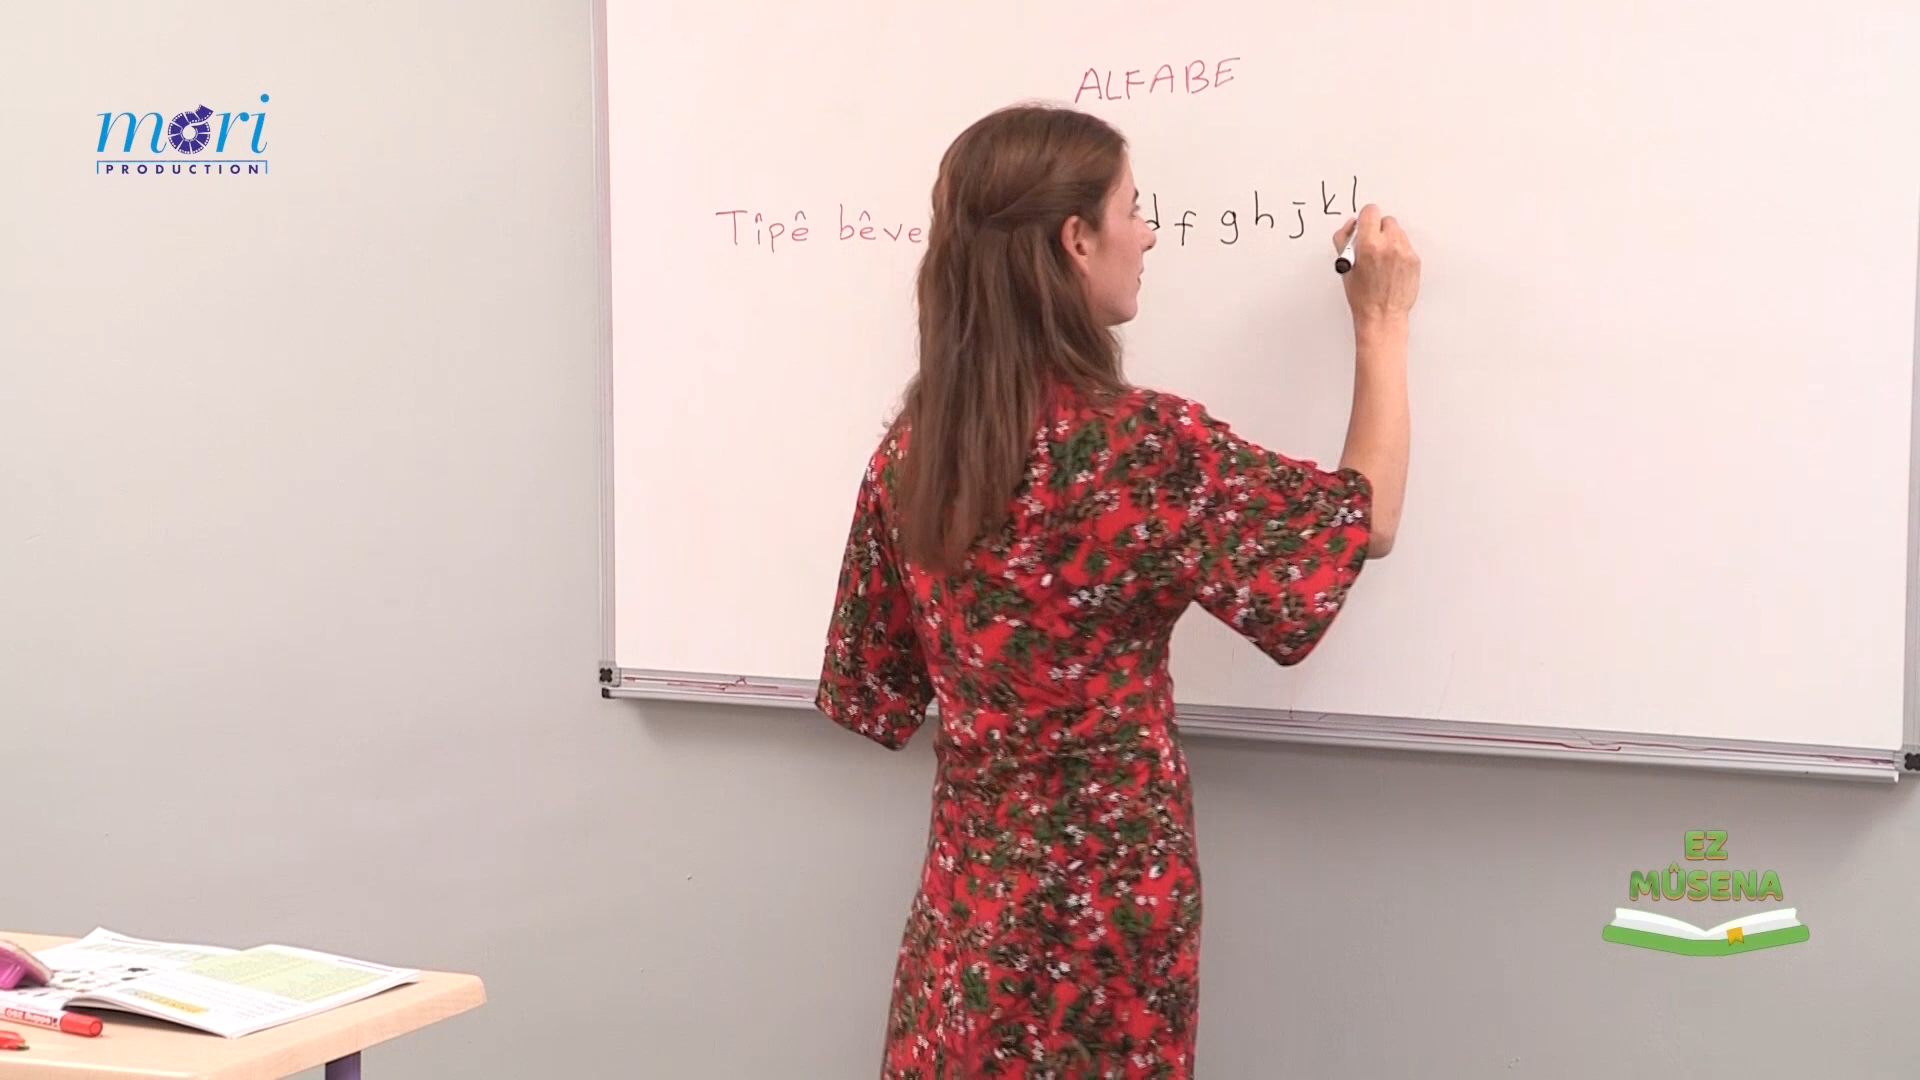 ALFABE
mori
PRODUCTION
Tîpê bêve d f g h j k l
EZ
MÛSENA